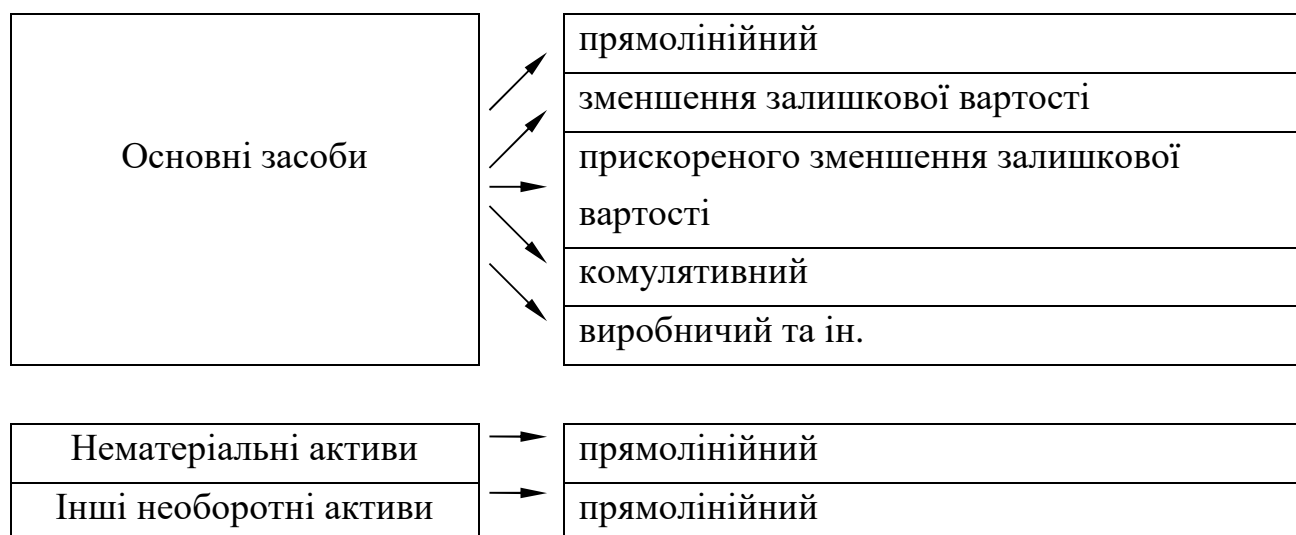 Основні засоби
прямолінійний
зменшення залишкової вартості
прискореного зменшення залишкової
вартості
комулятивний
виробничий та ін.
Нематеріальні активи
прямолінійний
Інші необоротні активи
прямолінійний